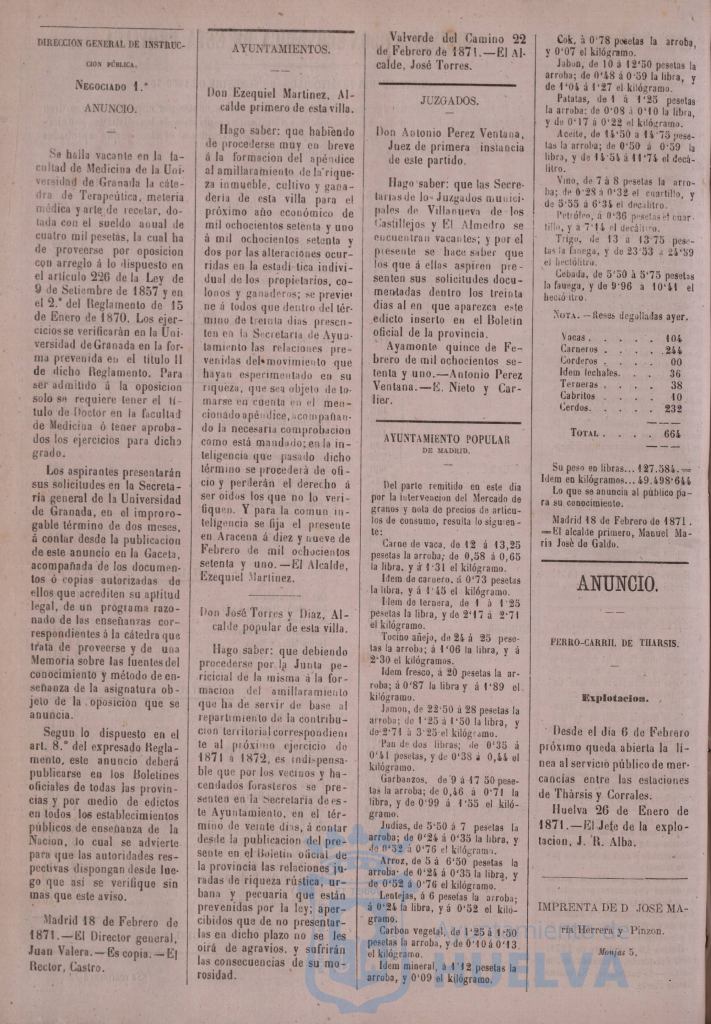 DIRECCION GENERAL DE INSTRUC-
CION PÚBLICA.
NEGOCIADO 1.°
ANUNCIO.
Se halla vacante en la fa-
cultad de Medicina de la Uni-
versidad de Granada la cáte-
dra de Terapéutica, meteria
médica y arte de recetar, do-
tada con el sueldo anual de
cuatro mil pesetas, la cual ha
de proveerse por oposicion
con arreglo á lo dispuesto en
el artículo 226 de la Ley de
9 de Setiembre de 1857 y en
el 2.° del Reglamento de 15
de Enero de 1870. Los ejer-
cicios se verificarán en la Uni-
versidad de Granada en la for-
ma prevenida en el título II
de dicho Reglamento. Para
ser admitido á la oposicion
solo se requiere tener el tí-
tulo de Doctor en la facultad
de Medicina ó tener aproba-
dos los ejercicios para dicho
grado.
Los aspirantes presentarán
sus solicitudes en la Secreta-
ría general de la Universidad
de Granada, en el improro-
gable término de dos meses,
á contar desde la publicacion
de este anuncio en la Gaceta,
acompañada de los documen-
tos ó copias autorizadas de
ellos que acrediten su aptitud
legal, de un programa razo-
nado de las enseñanzas cor-
respondientes á la cátedra que
trata de proveerse y de una
Memoria sobre las fuentes del
conocimiento y método de en-
señanza de la asignatura ob-
jeto de la oposicion que se
anuncia.
Segun lo dispuesto en el
art. 8.° del expresado Regla-
mento, este anuncio deberá
publicarse en los Boletines
oficiales de todas las provin-
cias y por medio de edictos
en todos los establecimientos
públicos de enseñanza de la
Nacion, lo cual se advierte
para que las autoridades res-
pectivas dispongan desde lue-
go que así se verifique sin
mas que este aviso.
Madrid 18 de Febrero de
1871.—El Director general,
Juan Valera.—Es copia.—El
Rector, Castro.
AYUNTAMIENTOS.
Don Ezequiel Martinez, Al-
calde primero de esta villa.
Hago saber: que habiendo
de procederse muy en breve
á la formacion del apéndice
al amillaramiento de la rique-
za inmueble, cultivo y gana-
dería de esta villa para el
próximo año económico de
mil ochocientos setenta y uno
á mil ochocientos setenta y
dos por las alteraciones ocur-
ridas en la estadística indivi-
dual de los propietarios, co-
lonos y ganaderos; se previe-
ne á todos que dentro del tér-
mino de treinta dias presen-
ten en la Secretaría de Ayun-
tamiento las relaciones pre-
venidas del movimiento que
hayan esperimentado en su
riqueza, que sea objeto de to-
marse en cuenta en el men-
cionado apéndice, acompañan-
do la necesaria comprobacion
como está mandado; en la in-
teligencia que pasado dicho
término se procederá de ofi-
cio y perderán el derecho á
ser oidos los que no lo veri-
fiquen. Y para la comun in-
teligencia se fija el presente
en Aracena á diez y nueve de
Febrero de mil ochocientos
setenta y uno.—El Alcalde,
Ezequiel Martinez.
Don José Torres y Diaz, Al-
calde popular de esta villa.
Hago saber: que debiendo
procederse por la Junta pe-
ricicial de la misma á la for-
macion del amillaramiento
que ha de servir de base al
repartimiento de la contribu-
cion territorial correspondien-
te al próximo ejercicio de
1871 á 1872, es indispensa-
ble que por los vecinos y ha-
cendados forasteros se pre-
senten en la Secretaria de es-
te Ayuntamiento, en el tér-
mino de veinte dias, á contar
desde la publicacion del pre-
sente en el Boletin oficial de
la provincia las relaciones ju-
radas de riqueza rústica, ur-
bana y pecuaria que están
prevenidas por la ley; aper-
cibidos que de no presentar-
las en dicho plazo no se les
oirá de agravios, y sufrirán
las consecuencias de su mo-
rosidad.
Valverde del Camino 22
de Febrero de 1871.—El Al-
calde, José Torres.
JUZGADOS.
Don Antonio Perez Ventana,
Juez de primera instancia
de este partido.
Hago saber: que las Secre-
tarías de los Juzgados munici-
pales de Villanueva de los
Castillejos y El Almedro se
encuentran vacantes; y por el
presente se hace saber que
los que á ellas aspiren pre-
senten sus solicitudes docu-
mentadas dentro los treinta
dias al en que aparezca este
edicto inserto en el Boletin
oficial de la provincia.
Ayamonte quince de Fe-
brero de mil ochocientos se-
tenta y uno.—Antonio Perez
Ventana.—E. Nieto y Car-
lier.
AYUNTAMIENTO POPULAR
DE MADRID.
Del parte remitido en este dia
por la intervencion del Mercado de
granos y nota de precios de artícu-
los de consumo, resulta lo siguien-
te:
Carne de vaca, de 12 á 13,25
pesetas la arroba; de 0,58 á 0,65
la libra, y á 1'31 el kilógramo.
Idem de carnero, á 0'73 pesetas
la libra, y á 1'45 el kilógramo.
Idem de ternera, de 1 á 1'25
pesetas la libra, y de 2'17 a 2'71
el kilógramo.
Tocino añejo, de 24 á 25 pese-
tas la arroba; á 1'06 la libra, y á
2'30 el kilógramos.
Idem fresco, á 20 pesetas la ar-
roba; á 0'87 la libra y á 1'89 el
kilógramo.
Jamon, de 22'50 á 28 pesetas la
arroba; de 1'25 á 1'50 la libra, y
de 2'71 á 3'25 el kilógramo.
Pan de dos libras; de 0'35 á
0'41 pesetas, y de 0'38 á 0,44 el
kilógramo.
Garbanzos, de 9 á 17 50 pese-
tas la arroba; de 0,46 á 0'71 la
libra, y de 0'99 á 1'55 el kiló-
gramo.
Judías, de 5'50 á 7 pesetas la
arroba; de 0'24 á 0'35 la libra, y
de 0'52 á 0'76 el kilógramo.
Arroz, de 5 á 6'50 pesetas la
arroba; de 0'24 á 0'35 la libra, y
de 0'52 á 0'76 el kilógramo.
Lentejas, á 6 pesetas la arroba;
á 0'24 la libra, y á 0'52 el kiló-
gramo.
Carbon vegetal, de 1'25 á 1'50
pesetas la arroba, y de 0'10 á 0'13
el kilógramo.
Idem mineral, á 1'12 pesetas la
arroba, y 0'09 el kilógramo.
Cok, á 0'78 pesetas la arroba,
y 0'07 el kilógramo.
Jabon, de 10 á 12'50 pesetas la
arroba; de 0'48 á 0'59 la libra, y
de 1'04 á 1'27 el kilógramo.
Patatas, de 1 á 1'25 pesetas
la arroba; de 0'08 á 0'10 la libra,
y de 0'17 á 0'22 el kilógramo.
Aceite, de 14'50 á 14'75 pese-
tas la arroba; de 0'50 á 0'59 la
libra, y de 14'54 á 11'74 el decá-
litro.
Vino, de 7 á 8 pesetas la arro-
ba; de 0'28 á 0'32 el cuartillo, y
de 5'55 á 6'34 el decálitro.
Petróleo, á 0'36 pesetas el cuar-
tillo, y á 7'14 el decálitro.
Trigo, de 13 á 13'75 pese-
tas la fanega, y de 23'53 á 24'89
el hectólitro.
Cebada, de 5'50 á 5'75 pesetas
la fanega, y de 9'96 á 10'41 el
hectólitro.
NOTA.—Reses degolladas ayer.
Vacas . . . . . 104
Carneros . . . . 244
Corderos . . . . 00
Idem lechales. . . . 36
Terneras . . . . 38
Cabritos . . . . 10
Cerdos. . . . . 232
TOTAL . . . . 664
Su peso en libras... 127.584.—
Idem en kilógramos... 49.498'644
Lo que se anuncia al público pa-
ra su conocimiento.
Madrid 18 de Febrero de 1871.
—El alcalde primero, Manuel Ma-
ria José de Galdo.
ANUNCIO.
FERRO-CARRIL DE THARSIS.
Explotacion.
Desde el dia 6 de Febrero
próximo queda abierta la lí-
nea al servicio público de mer-
cancías entre las estaciones
de Thàrsis y Corrales.
Huelva 26 de Enero de
1871.—El Jefe de la explo-
tacion, J. R. Alba.
IMPRENTA DE D JOSÉ MA-
ría Herrera y Pinzon.
Monjas 5.
HUELVA